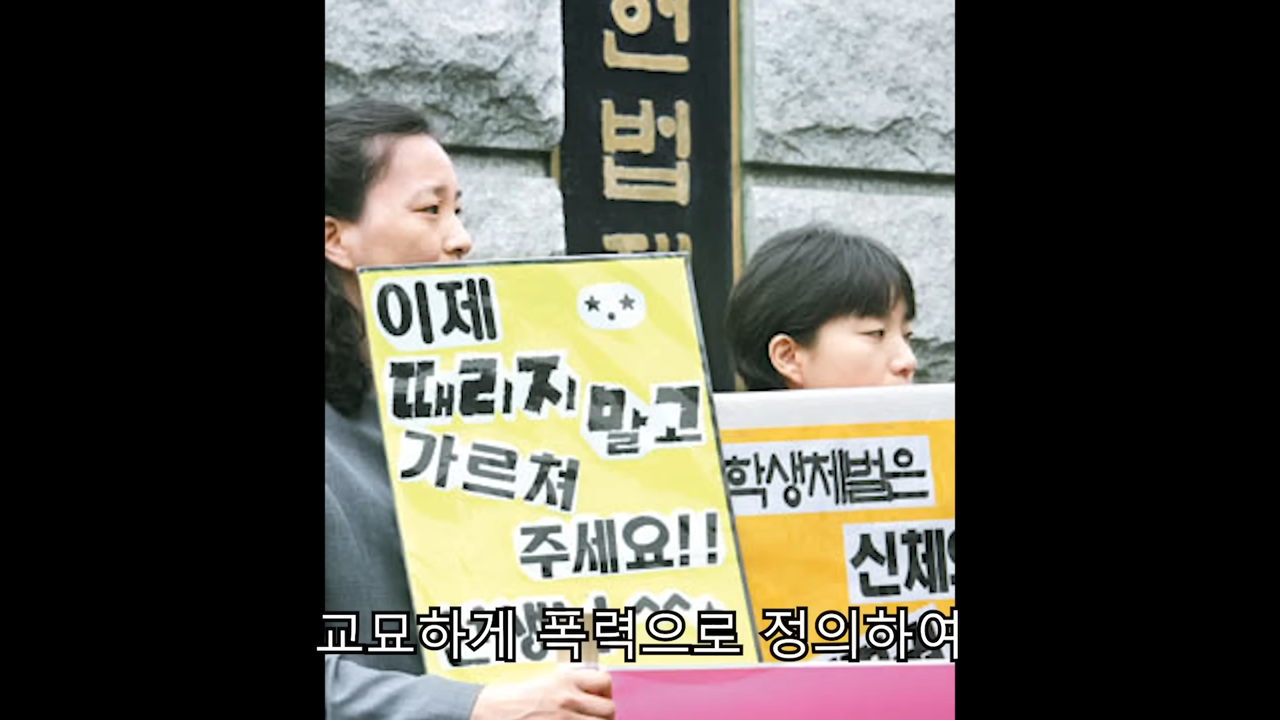 헌법재
이제
때리지 말고
가르쳐
주세요!!
학생체벌은
신체의
교묘하게 폭력으로 정의하여